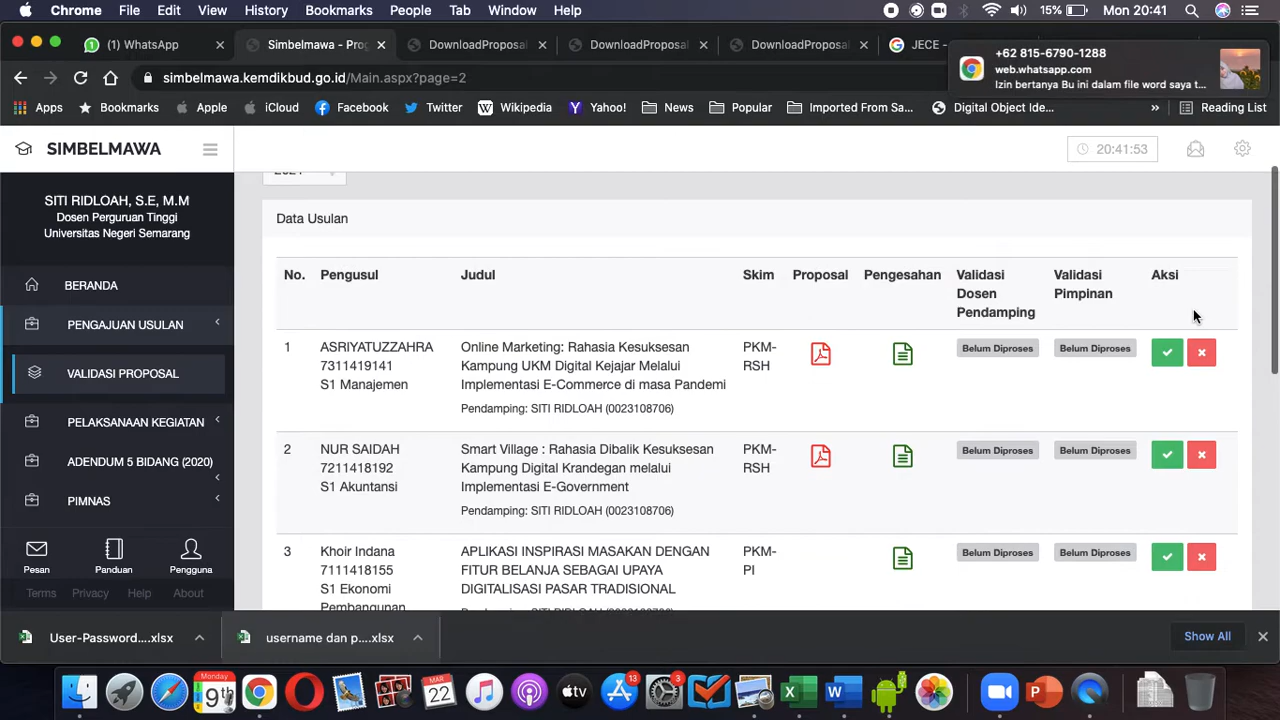 Chrome File Edit View History Bookmarks People Tab Window Help 15% Mon 20:41
(1) WhatsApp Simbelmawa - Prog DownloadProposal DownloadProposal DownloadProposal JECE -
+62 815-6790-1288
web.whatsapp.com
Izin bertanya Bu ini dalam file word saya t...
simbelmawa.kemdikbud.go.id/Main.aspx?page=2
Apps Bookmarks Apple iCloud Facebook Twitter Wikipedia Yahoo! News Popular Imported From Sa... Digital Object Ide... » Reading List
SIMBELMAWA 20:41:53
SITI RIDLOAH, S.E, M.M
Dosen Perguruan Tinggi
Universitas Negeri Semarang
BERANDA
PENGAJUAN USULAN
VALIDASI PROPOSAL
PELAKSANAAN KEGIATAN
ADENDUM 5 BIDANG (2020)
PIMNAS
Pesan Panduan Pengguna
Terms Privacy Help About
Data Usulan
No. Pengusul Judul Skim Proposal Pengesahan Validasi Dosen Pendamping Validasi Pimpinan Aksi
1 ASRIYATUZZAHRA Online Marketing: Rahasia Kesuksesan PKM- Belum Diproses Belum Diproses
7311419141 Kampung UKM Digital Kejajar Melalui RSH
S1 Manajemen Implementasi E-Commerce di masa Pandemi
Pendamping: SITI RIDLOAH (0023108706)
2 NUR SAIDAH Smart Village : Rahasia Dibalik Kesuksesan PKM- Belum Diproses Belum Diproses
7211418192 Kampung Digital Krandegan melalui RSH
S1 Akuntansi Implementasi E-Government
Pendamping: SITI RIDLOAH (0023108706)
3 Khoir Indana APLIKASI INSPIRASI MASAKAN DENGAN PKM- Belum Diproses Belum Diproses
7111418155 FITUR BELANJA SEBAGAI UPAYA PI
S1 Ekonomi DIGITALISASI PASAR TRADISIONAL
Pembangunan
User-Password....xlsx username dan p....xlsx Show All
Monday 9th MAR 22 13 3